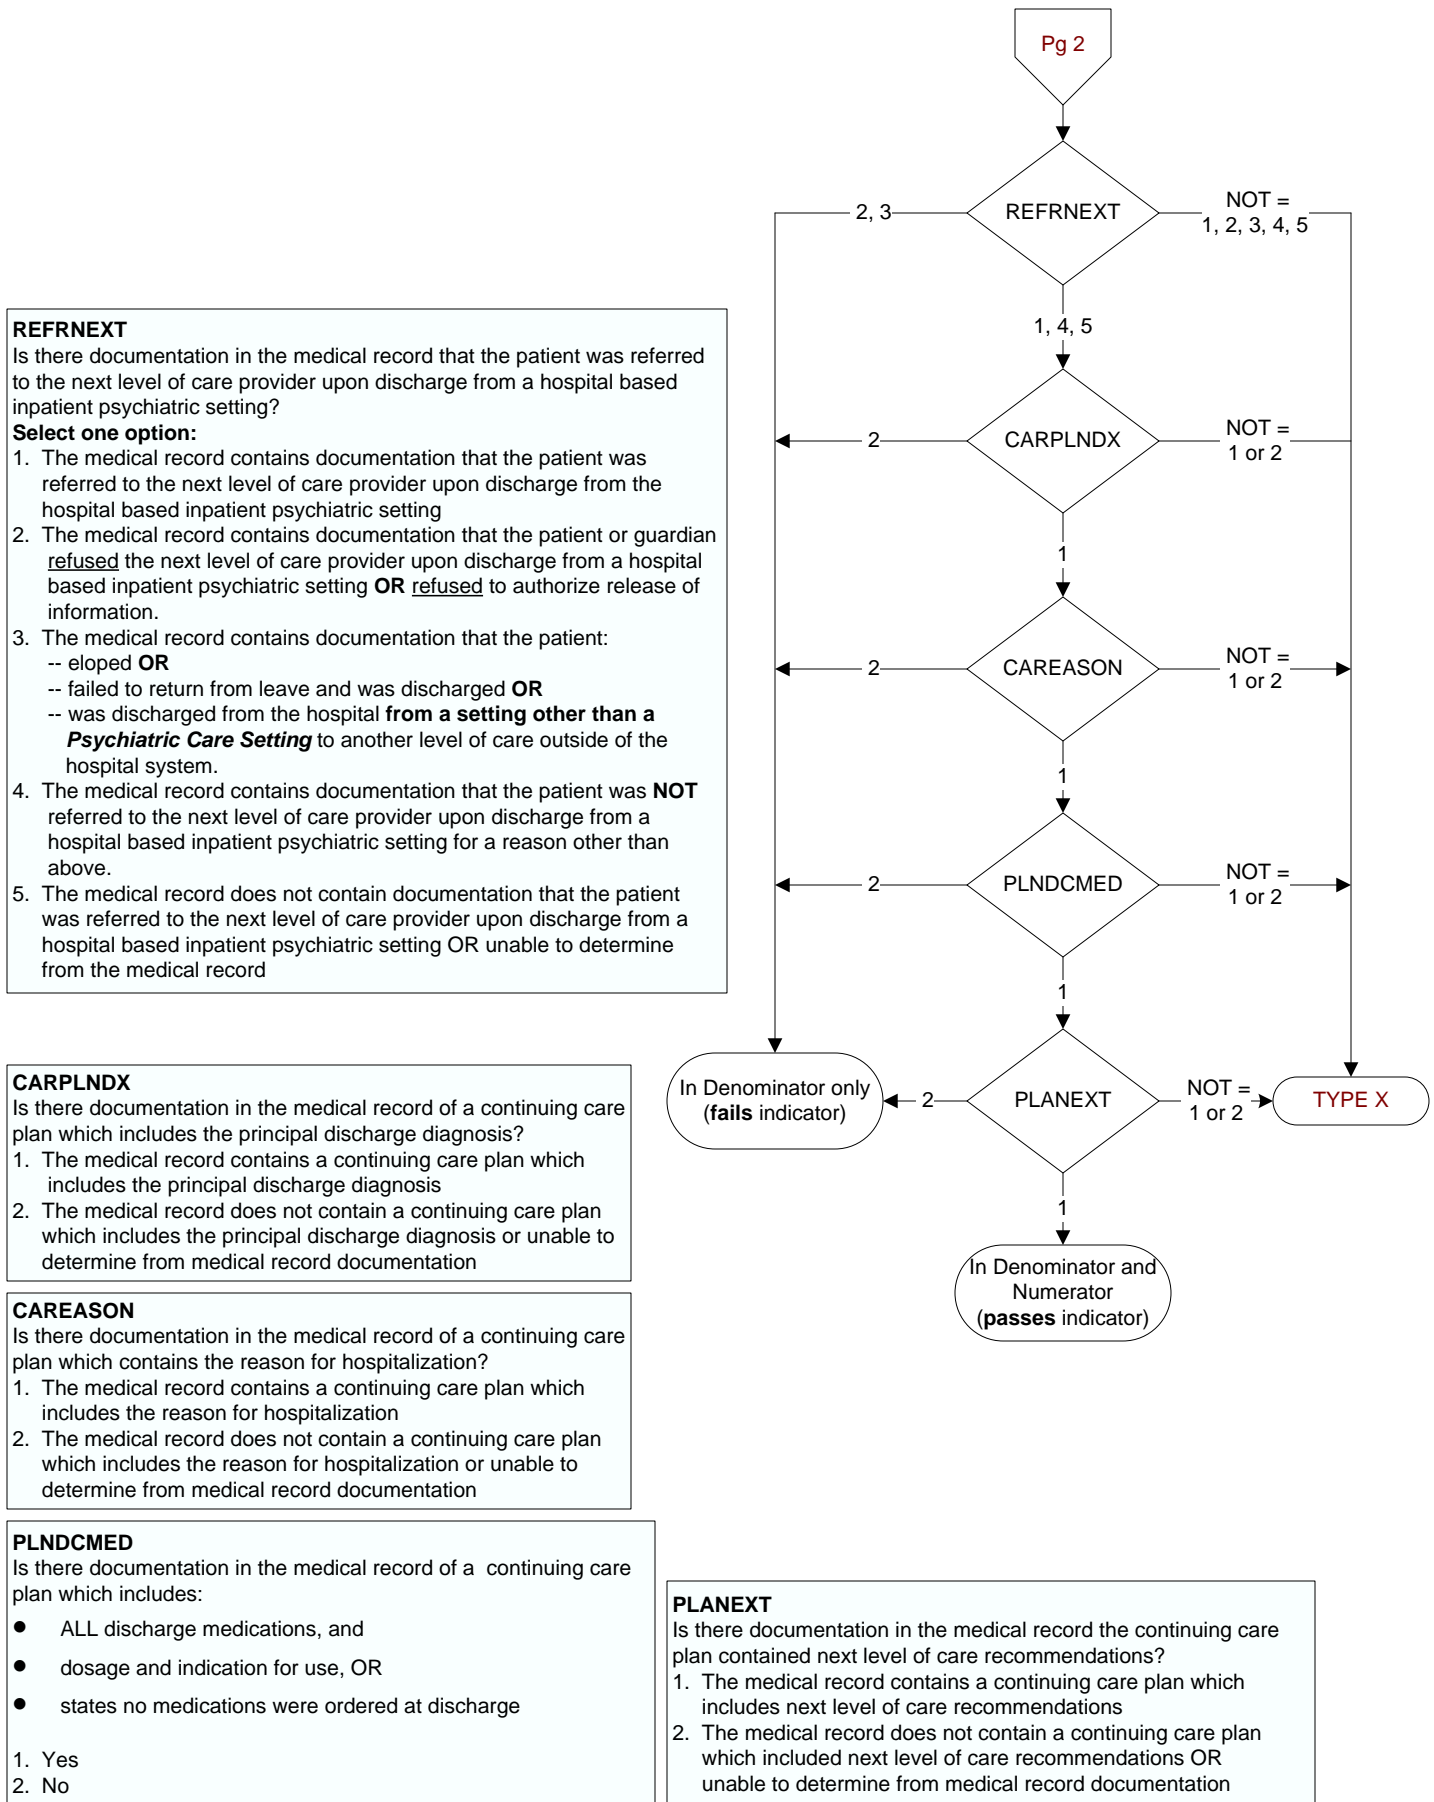 Pg 2
REFRNEXT
2, 3
NOT =
1, 2, 3, 4, 5
1, 4, 5
CARPLNDX
2
NOT =
1 or 2
1
CAREASON
2
NOT =
1 or 2
1
PLNDCMED
2
NOT =
1 or 2
1
PLANEXT
2
NOT =
1 or 2
TYPE X
In Denominator only
(fails indicator)
1
In Denominator and
Numerator
(passes indicator)
REFRNEXT
Is there documentation in the medical record that the patient was referred
to the next level of care provider upon discharge from a hospital based
inpatient psychiatric setting?
Select one option:
1. The medical record contains documentation that the patient was
referred to the next level of care provider upon discharge from the
hospital based inpatient psychiatric setting
2. The medical record contains documentation that the patient or guardian
refused the next level of care provider upon discharge from a hospital
based inpatient psychiatric setting OR refused to authorize release of
information.
3. The medical record contains documentation that the patient:
-- eloped OR
-- failed to return from leave and was discharged OR
-- was discharged from the hospital from a setting other than a
Psychiatric Care Setting to another level of care outside of the
hospital system.
4. The medical record contains documentation that the patient was NOT
referred to the next level of care provider upon discharge from a
hospital based inpatient psychiatric setting for a reason other than
above.
5. The medical record does not contain documentation that the patient
was referred to the next level of care provider upon discharge from a
hospital based inpatient psychiatric setting OR unable to determine
from the medical record
CARPLNDX
Is there documentation in the medical record of a continuing care
plan which includes the principal discharge diagnosis?
1. The medical record contains a continuing care plan which
includes the principal discharge diagnosis
2. The medical record does not contain a continuing care plan
which includes the principal discharge diagnosis or unable to
determine from medical record documentation
CAREASON
Is there documentation in the medical record of a continuing care
plan which contains the reason for hospitalization?
1. The medical record contains a continuing care plan which
includes the reason for hospitalization
2. The medical record does not contain a continuing care plan
which includes the reason for hospitalization or unable to
determine from medical record documentation
PLNDCMED
Is there documentation in the medical record of a continuing care
plan which includes:
● ALL discharge medications, and
● dosage and indication for use, OR
● states no medications were ordered at discharge
1. Yes
2. No
PLANEXT
Is there documentation in the medical record the continuing care
plan contained next level of care recommendations?
1. The medical record contains a continuing care plan which
includes next level of care recommendations
2. The medical record does not contain a continuing care plan
which included next level of care recommendations OR
unable to determine from medical record documentation